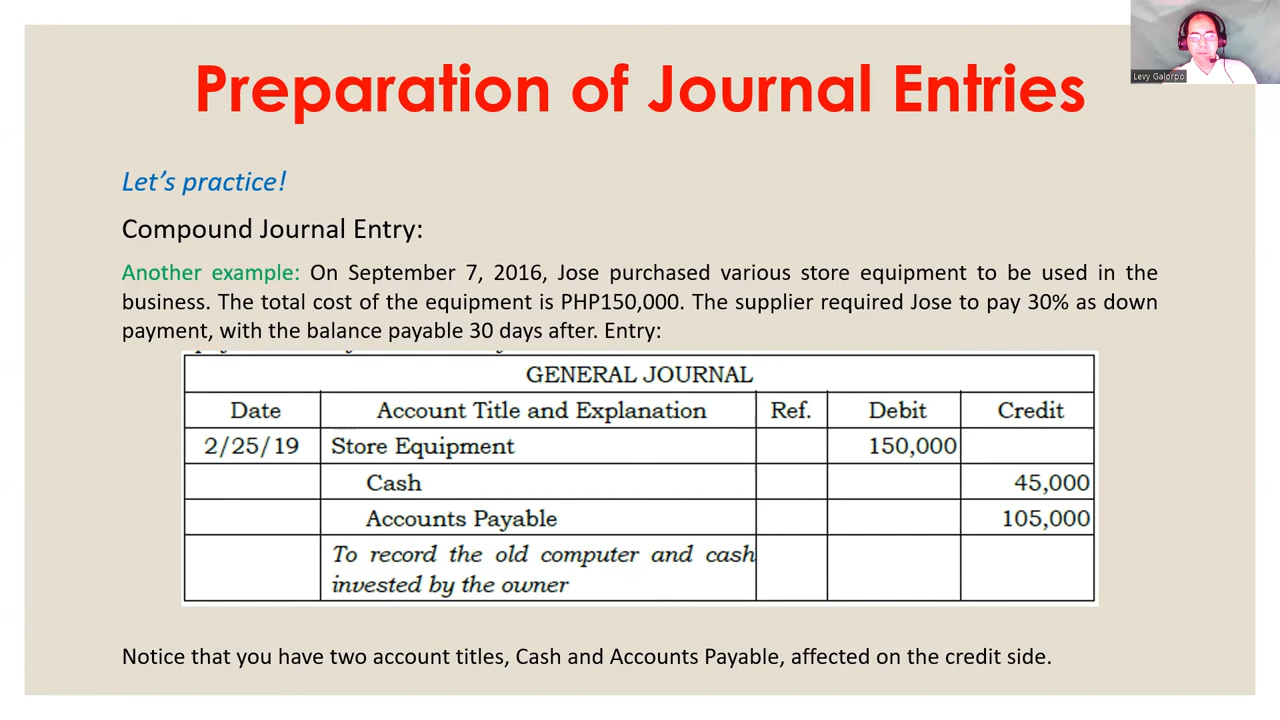 Levy Galorpo
Preparation of Journal Entries
Let's practice!
Compound Journal Entry:
Another example: On September 7, 2016, Jose purchased various store equipment to be used in the
business. The total cost of the equipment is PHP150,000. The supplier required Jose to pay 30% as down
payment, with the balance payable 30 days after. Entry:
GENERAL JOURNAL
Date Account Title and Explanation Ref. Debit Credit
2/25/19 Store Equipment 150,000
Cash 45,000
Accounts Payable 105,000
To record the old computer and cash
invested by the owner
Notice that you have two account titles, Cash and Accounts Payable, affected on the credit side.